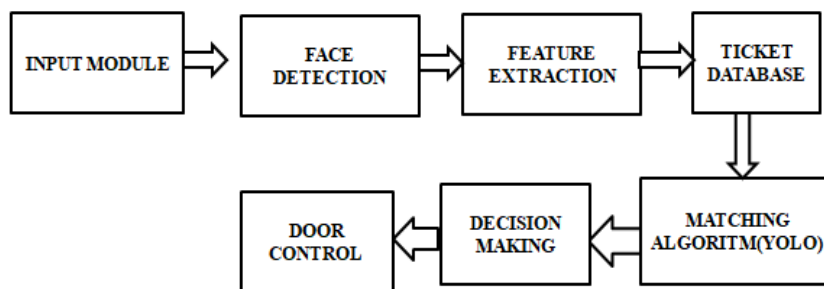 INPUT MODULE
FACE
DETECTION
FEATURE
EXTRACTION
TICKET
DATABASE
MATCHING
ALGORITM(YOLO)
DECISION
MAKING
DOOR
CONTROL